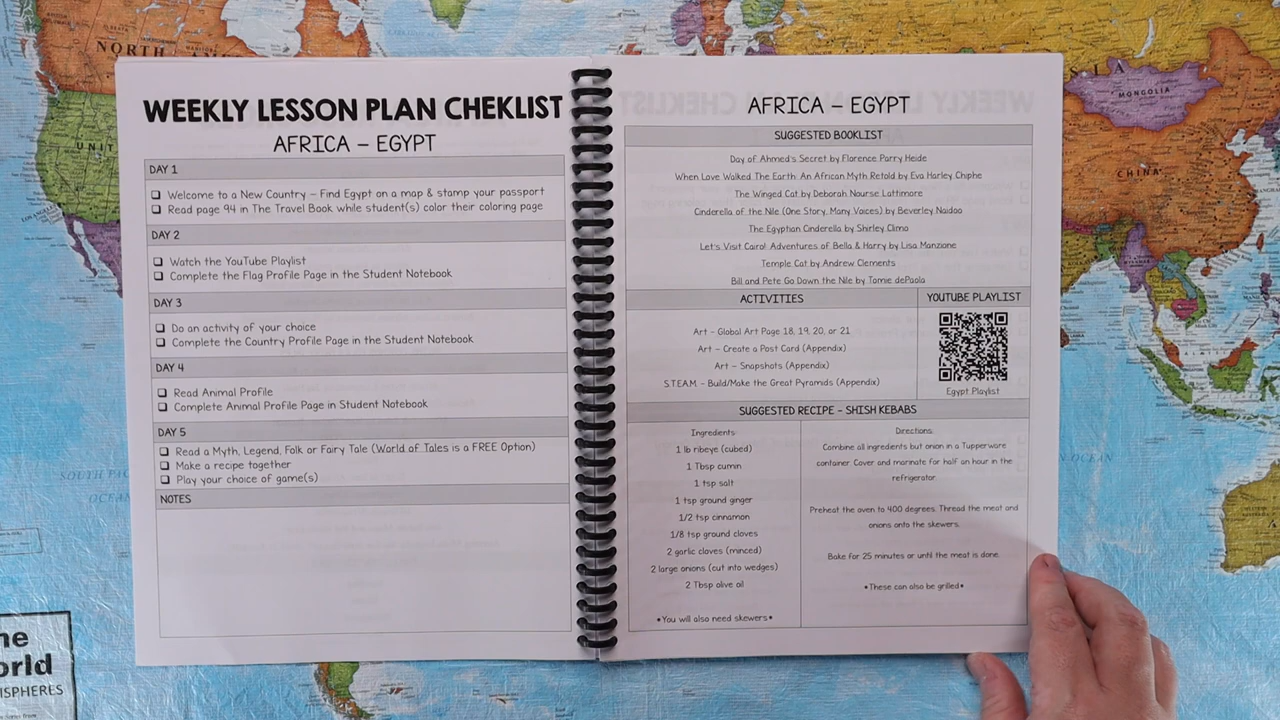 NORTH AM
UNIT
WEEKLY LESSON PLAN CHEKLIST
AFRICA – EGYPT
DAY 1
Welcome to a New Country – Find Egypt on a map & stamp your passport
Read page 94 in The Travel Book while student(s) color their coloring page
DAY 2
Watch the YouTube Playlist
Complete the Flag Profile Page in the Student Notebook
DAY 3
Do an activity of your choice
Complete the Country Profile Page in the Student Notebook
DAY 4
Read Animal Profile
Complete Animal Profile Page in Student Notebook
DAY 5
Read a Myth, Legend, Folk or Fairy Tale (World of Tales is a FREE Option)
Make a recipe together
Play your choice of game(s)
NOTES
AFRICA – EGYPT
SUGGESTED BOOKLIST
Day of Ahmed's Secret by Florence Parry Heide
When Love Walked The Earth: An African Myth Retold by Eva Harley Chiphe
The Winged Cat by Deborah Nourse Lattimore
Cinderella of the Nile (One Story, Many Voices) by Beverley Naidoo
The Egyptian Cinderella by Shirley Climo
Let's Visit Cairo!: Adventures of Bella & Harry by Lisa Manzione
Temple Cat by Andrew Clements
Bill and Pete Go Down the Nile by Tomie dePaola
ACTIVITIES
Art – Global Art Page 18, 19, 20, or 21
Art – Create a Post Card (Appendix)
Art – Snapshots (Appendix)
S.T.E.A.M. – Build/Make the Great Pyramids (Appendix)
YOUTUBE PLAYLIST
Egypt Playlist
SUGGESTED RECIPE – SHISH KEBABS
Ingredients:
1 lb ribeye (cubed)
1 Tbsp cumin
1 tsp salt
1 tsp ground ginger
1/2 tsp cinnamon
1/8 tsp ground cloves
2 garlic cloves (minced)
2 large onions (cut into wedges)
2 Tbsp olive oil
*You will also need skewers*
Directions:
Combine all ingredients but onion in a Tupperware
container. Cover and marinate for half an hour in the
refrigerator.
Preheat the oven to 400 degrees. Thread the meat and
onions onto the skewers.
Bake for 25 minutes or until the meat is done.
*These can also be grilled*
MONGOLIA
CHINA
SOUTH PAC
OCEAN
OCEAN
he
orld
ISPHERES